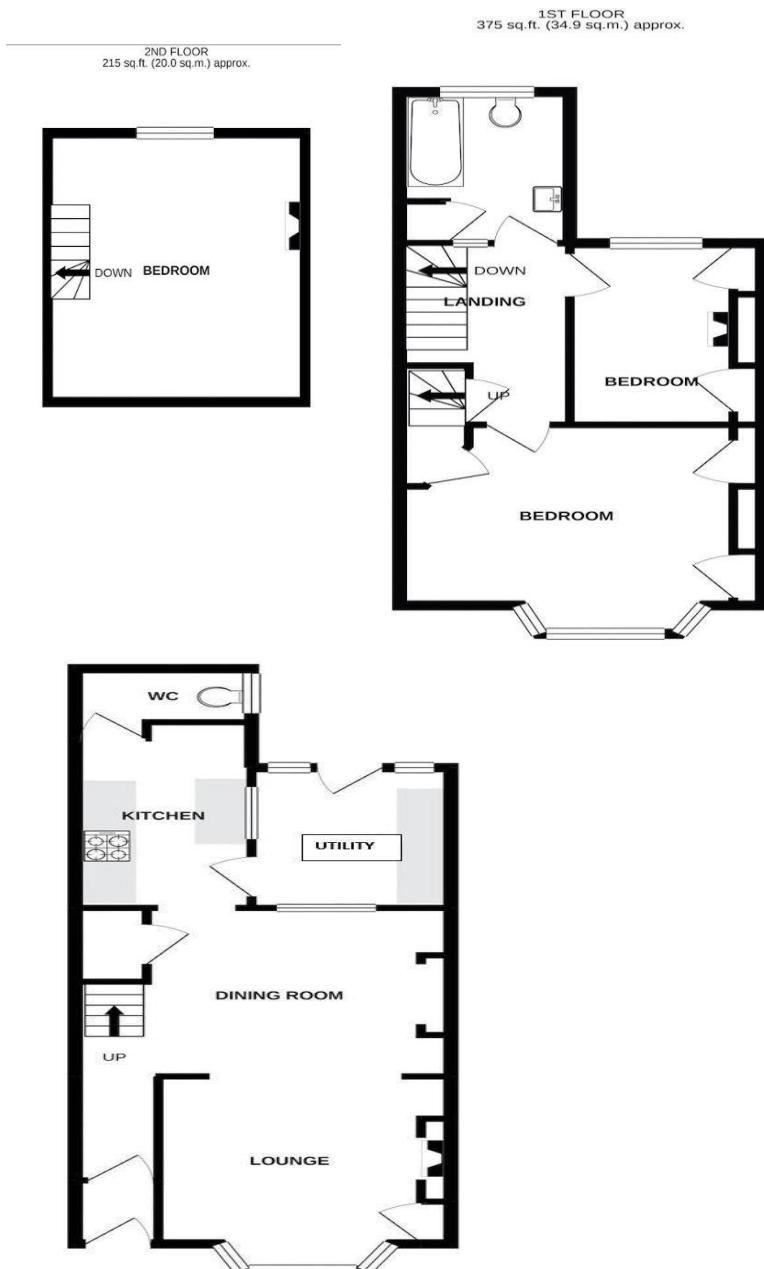 2ND FLOOR
215 sq.ft. (20.0 sq.m.) approx.
DOWN BEDROOM
1ST FLOOR
375 sq.ft. (34.9 sq.m.) approx.
DOWN
LANDING
BEDROOM
UP
BEDROOM
WC
KITCHEN
UTILITY
DINING ROOM
UP
LOUNGE